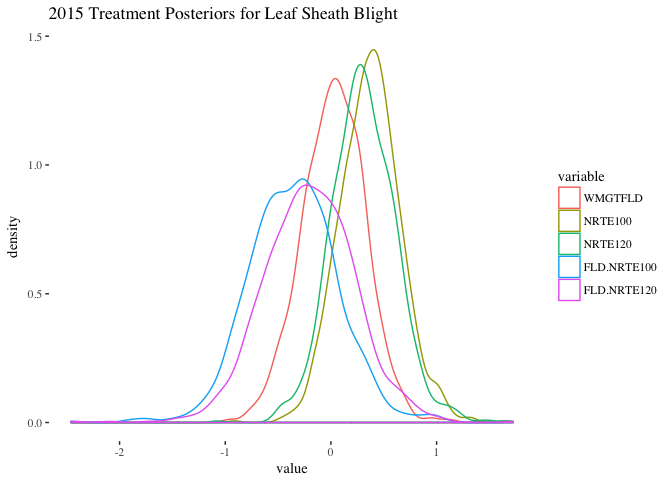 2015 Treatment Posteriors for Leaf Sheath Blight
1.5
1.0
0.5
0.0
density
-2
-1
0
1
value
variable
WMGTFLD
NRTE100
NRTE120
FLD.NRTE100
FLD.NRTE120